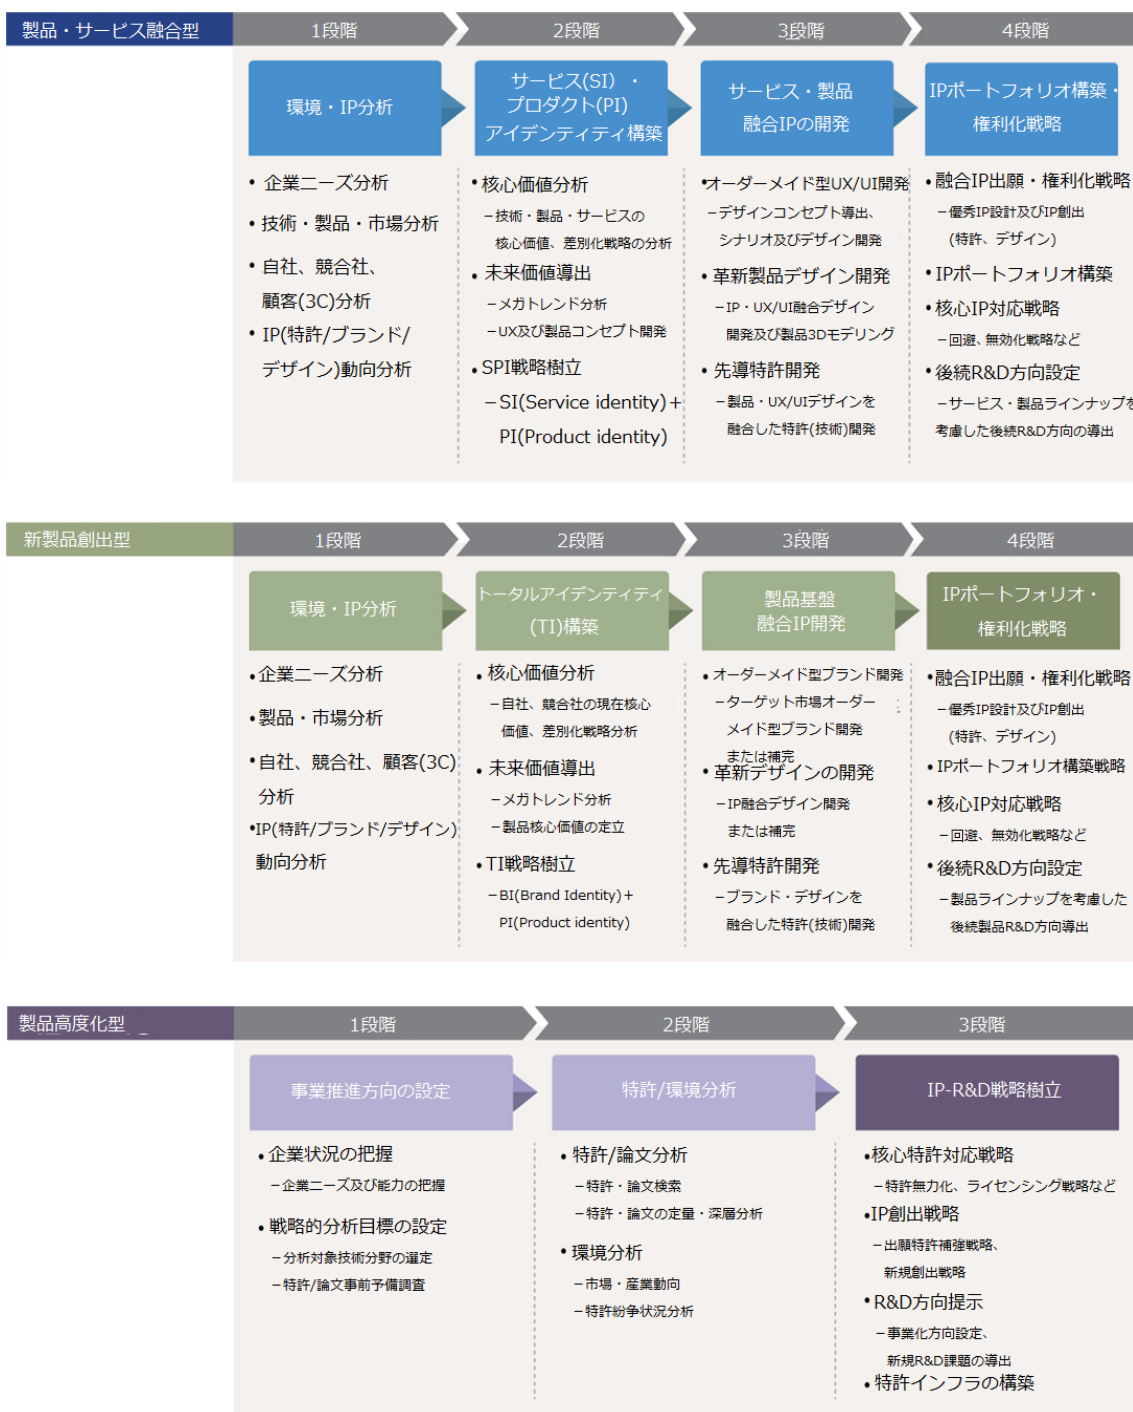 製品・サービス融合型
1段階
2段階
3段階
4段階
環境・IP分析
サービス(SI)・
プロダクト(PI)
アイデンティティ構築
サービス・製品
融合IPの開発
IPポートフォリオ構築・
権利化戦略
• 企業ニーズ分析
• 技術・製品・市場分析
• 自社、競合社、
顧客(3C)分析
• IP(特許/ブランド/
デザイン)動向分析
• 核心価値分析
－技術・製品・サービスの
核心価値、差別化戦略の分析
• 未来価値導出
－メガトレンド分析
－UX及び製品コンセプト開発
• SPI戦略樹立
－SI(Service identity)+
PI(Product identity)
•オーダーメイド型UX/UI開発
－デザインコンセプト導出、
シナリオ及びデザイン開発
• 革新製品デザイン開発
－IP・UX/UI融合デザイン
開発及び製品3Dモデリング
• 先導特許開発
－製品・UX/UIデザインを
融合した特許(技術)開発
• 融合IP出願・権利化戦略
－優秀IP設計及びIP創出
(特許、デザイン)
• IPポートフォリオ構築
• 核心IP対応戦略
－回避、無効化戦略など
• 後続R&D方向設定
－サービス・製品ラインナップを
考慮した後続R&D方向の導出
新製品創出型
1段階
2段階
3段階
4段階
環境・IP分析
トータルアイデンティティ
(TI)構築
製品基盤
融合IP開発
IPポートフォリオ・
権利化戦略
• 企業ニーズ分析
• 製品・市場分析
• 自社、競合社、顧客(3C)
分析
•IP(特許/ブランド/デザイン)
動向分析
• 核心価値分析
－自社、競合社の現在核心
価値、差別化戦略分析
• 未来価値導出
－メガトレンド分析
－製品核心価値の定立
• TI戦略樹立
－BI(Brand Identity)+
PI(Product identity)
• オーダーメイド型ブランド開発
－ターゲット市場オーダー
メイド型ブランド開発
または補完
• 革新デザインの開発
－IP融合デザイン開発
または補完
• 先導特許開発
－ブランド・デザインを
融合した特許(技術)開発
•融合IP出願・権利化戦略
－優秀IP設計及びIP創出
(特許、デザイン)
• IPポートフォリオ構築戦略
• 核心IP対応戦略
－回避、無効化戦略など
• 後続R&D方向設定
－製品ラインナップを考慮した
後続製品R&D方向導出
製品高度化型
1段階
2段階
3段階
事業推進方向の設定
特許/環境分析
IP-R&D戦略樹立
• 企業状況の把握
－企業ニーズ及び能力の把握
• 戦略的分析目標の設定
－分析対象技術分野の選定
－特許/論文事前予備調査
• 特許/論文分析
－特許・論文検索
－特許・論文の定量・深層分析
• 環境分析
－市場・産業動向
－特許紛争状況分析
•核心特許対応戦略
－特許無力化、ライセンシング戦略など
•IP創出戦略
－出願特許補強戦略、
新規創出戦略
• R&D方向提示
－事業化方向設定、
新規R&D課題の導出
• 特許インフラの構築